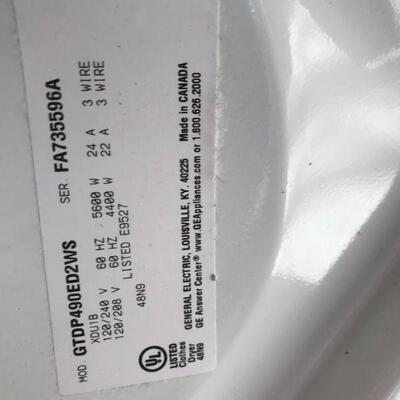 MOD. GTDP490ED2WS SER. FA735596A
XDU1B
120/240 V 60 HZ 5600 W 24 A 3 WIRE
120/208 V 60 HZ 4400 W 22 A 3 WIRE
LISTED E9527
48N9
UL
LISTED
Clothes
Dryer
48N9
GENERAL ELECTRIC, LOUISVILLE, KY. 40225 Made in CANADA
GE Answer Center® www.GEAppliances.com or 1.800.626.2000